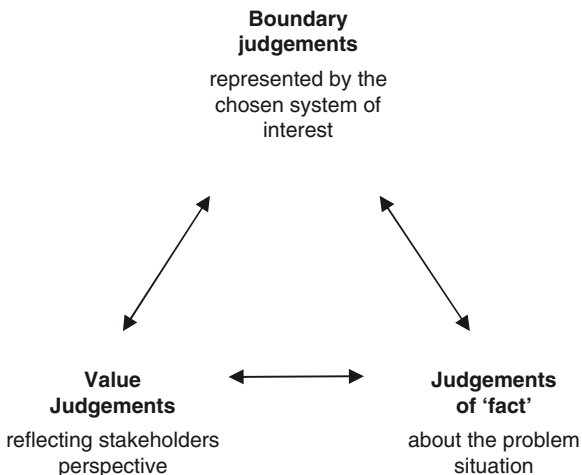 Boundary
judgements
represented by the
chosen system of
interest
Value
Judgements
reflecting stakeholders
perspective
Judgements
of ‘fact’
about the problem
situation